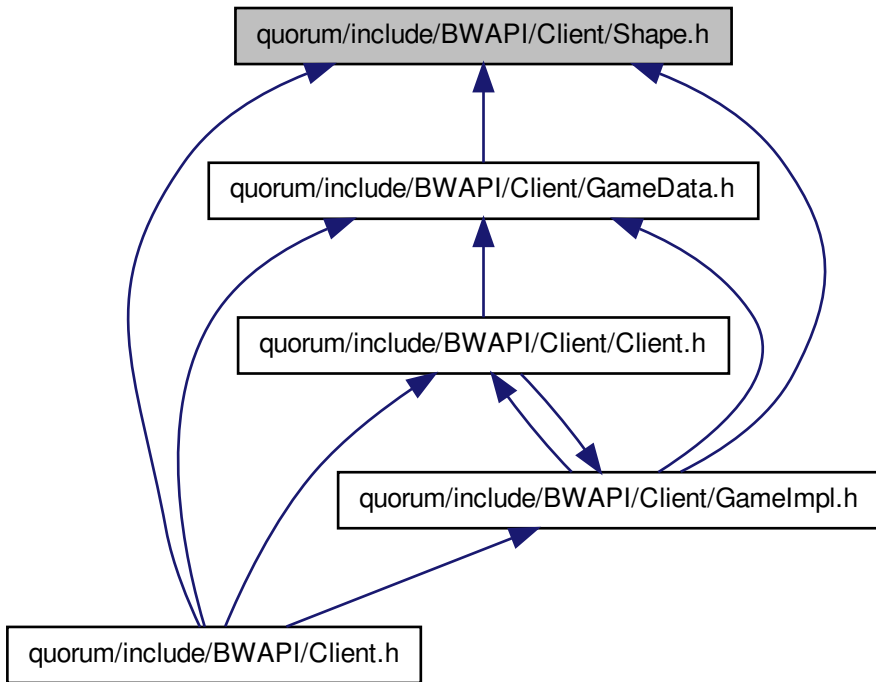 quorum/include/BWAPI/Client/Shape.h
quorum/include/BWAPI/Client/GameData.h
quorum/include/BWAPI/Client/Client.h
quorum/include/BWAPI/Client/GameImpl.h
quorum/include/BWAPI/Client.h